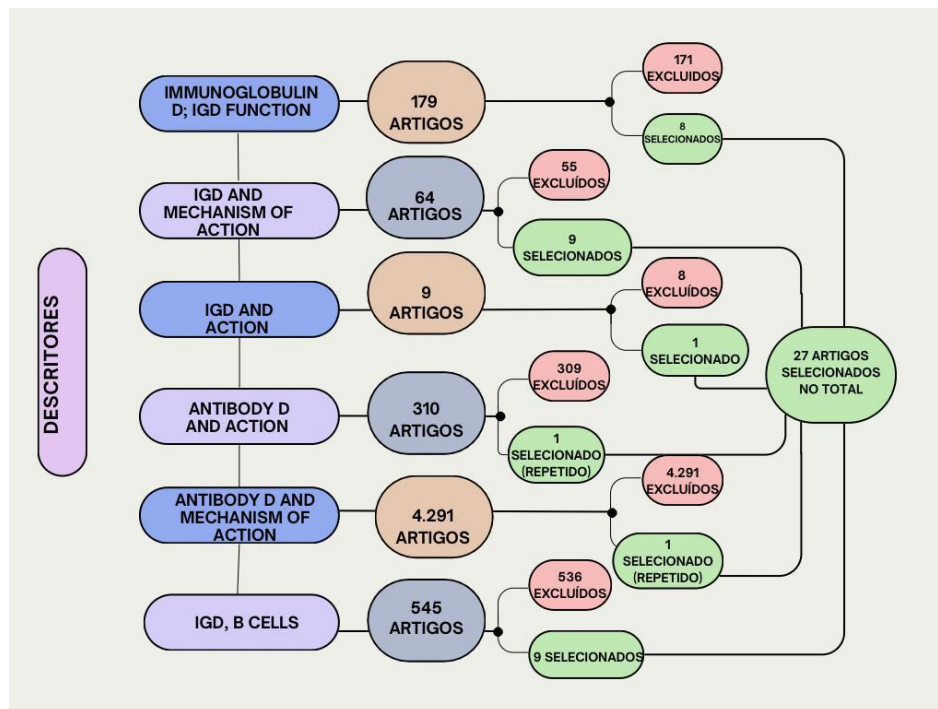 DESCRITORES
IMMUNOGLOBULIN
D; IGD FUNCTION
179
ARTIGOS
171
EXCLUIDOS
8
SELECIONADOS
IGD AND
MECHANISM OF
ACTION
64
ARTIGOS
55
EXCLUÍDOS
9
SELECIONADOS
IGD AND
ACTION
9
ARTIGOS
8
EXCLUÍDOS
1
SELECIONADO
ANTIBODY D
AND ACTION
310
ARTIGOS
309
EXCLUÍDOS
1
SELECIONADO
(REPETIDO)
ANTIBODY D AND
MECHANISM OF
ACTION
4.291
ARTIGOS
4.291
EXCLUÍDOS
1
SELECIONADO
(REPETIDO)
IGD, B CELLS
545
ARTIGOS
536
EXCLUÍDOS
9 SELECIONADOS
27 ARTIGOS
SELECIONADOS
NO TOTAL